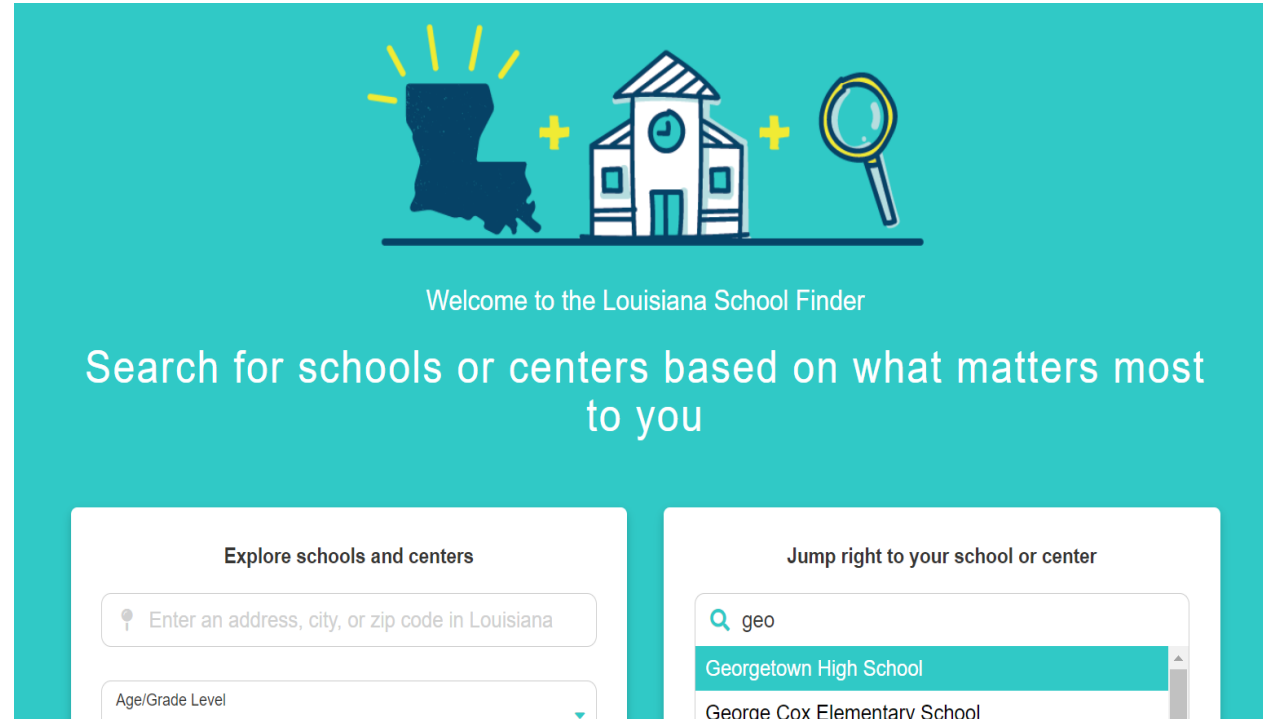 Welcome to the Louisiana School Finder
Search for schools or centers based on what matters most
to you
Explore schools and centers
Enter an address, city, or zip code in Louisiana
Age/Grade Level
Jump right to your school or center
geo
Georgetown High School
George Cox Elementary School